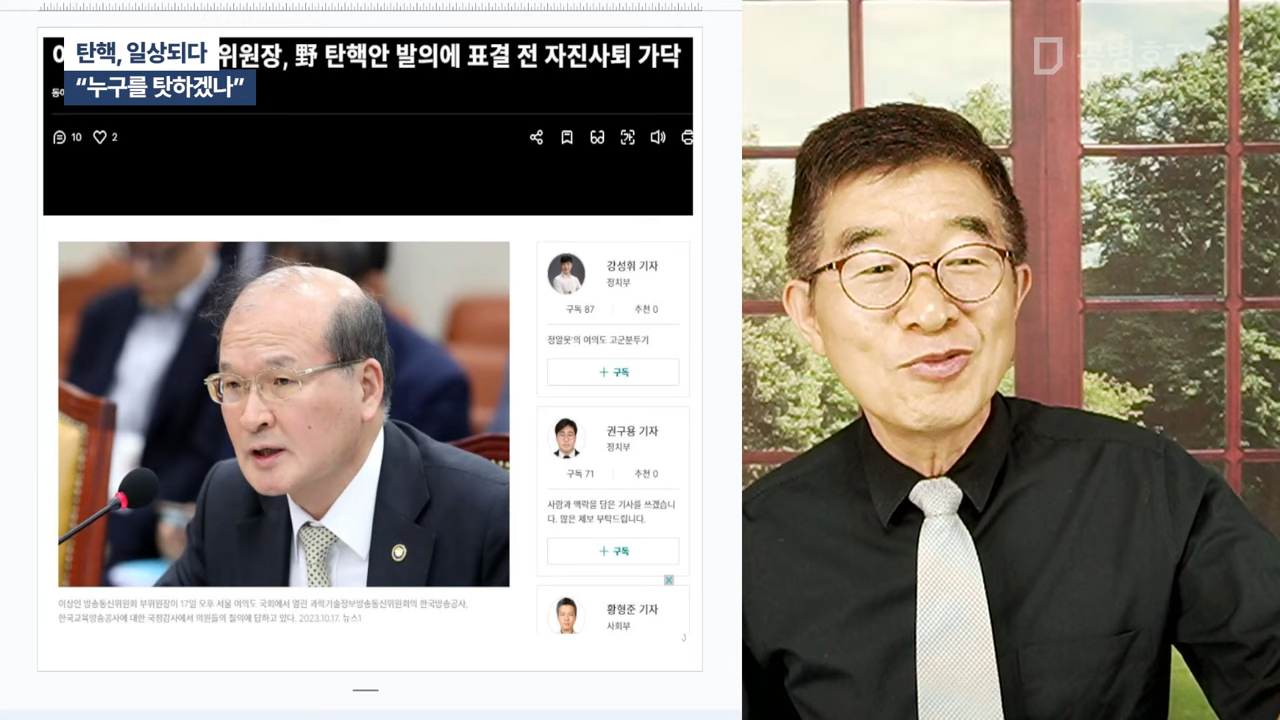 탄핵, 일상되다
"누구를 탓하겠나"
위원장, 野 탄핵안 발의에 표결 전 자진사퇴 가닥
10
2
강성휘 기자
정치부
구독 87
추천 0
정알못'의 여의도 고군분투기
+ 구독
권구용 기자
정치부
구독 71
추천 0
사람과 맥락을 담은 기사를 쓰겠습니
다. 많은 제보 부탁드립니다.
+ 구독
황형준 기자
사회부
이상인 방송통신위원회 부위원장이 17일 오후 서울 여의도 국회에서 열린 과학기술정보방송통신위원회의 한국방송공사,
한국교육방송공사에 대한 국정감사에서 의원들의 질의에 답하고 있다. 2023.10.17. 뉴스1
공병호TV